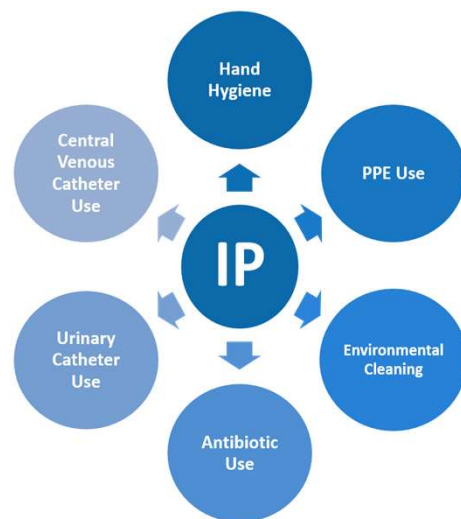 Hand
Hygiene
PPE Use
Environmental
Cleaning
Antibiotic
Use
Urinary
Catheter
Use
Central
Venous
Catheter
Use
IP